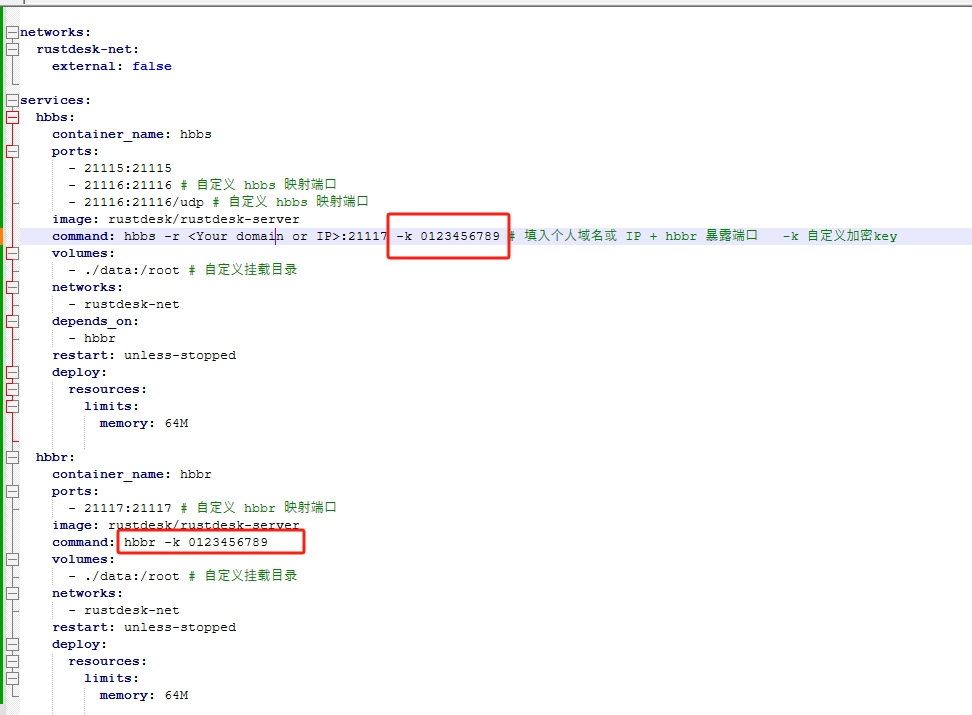 networks:
rustdesk-net:
external: false
services:
hbbs:
container_name: hbbs
ports:
- 21115:21115
- 21116:21116 # 自定义 hbbs 映射端口
- 21116:21116/udp # 自定义 hbbs 映射端口
image: rustdesk/rustdesk-server
command: hbbs -r <Your domain or IP>:21117 -k 0123456789 # 填入个人域名或 IP + hbbr 暴露端口 -k 自定义加密key
volumes:
- ./data:/root # 自定义挂载目录
networks:
- rustdesk-net
depends_on:
- hbbr
restart: unless-stopped
deploy:
resources:
limits:
memory: 64M
hbbr:
container_name: hbbr
ports:
- 21117:21117 # 自定义 hbbr 映射端口
image: rustdesk/rustdesk-server
command: hbbr -k 0123456789
volumes:
- ./data:/root # 自定义挂载目录
networks:
- rustdesk-net
restart: unless-stopped
deploy:
resources:
limits:
memory: 64M